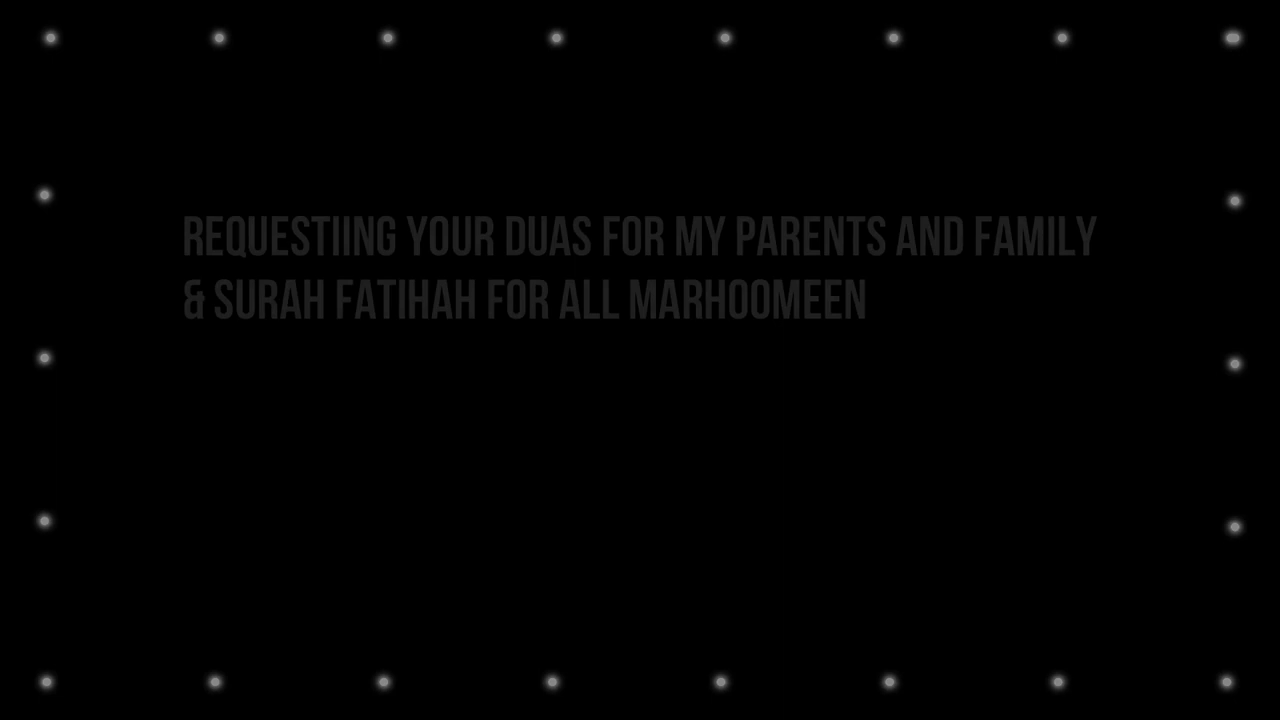 REQUESTIING YOUR DUAS FOR MY PARENTS AND FAMILY
& SURAH FATIHAH FOR ALL MARHOOMEEN